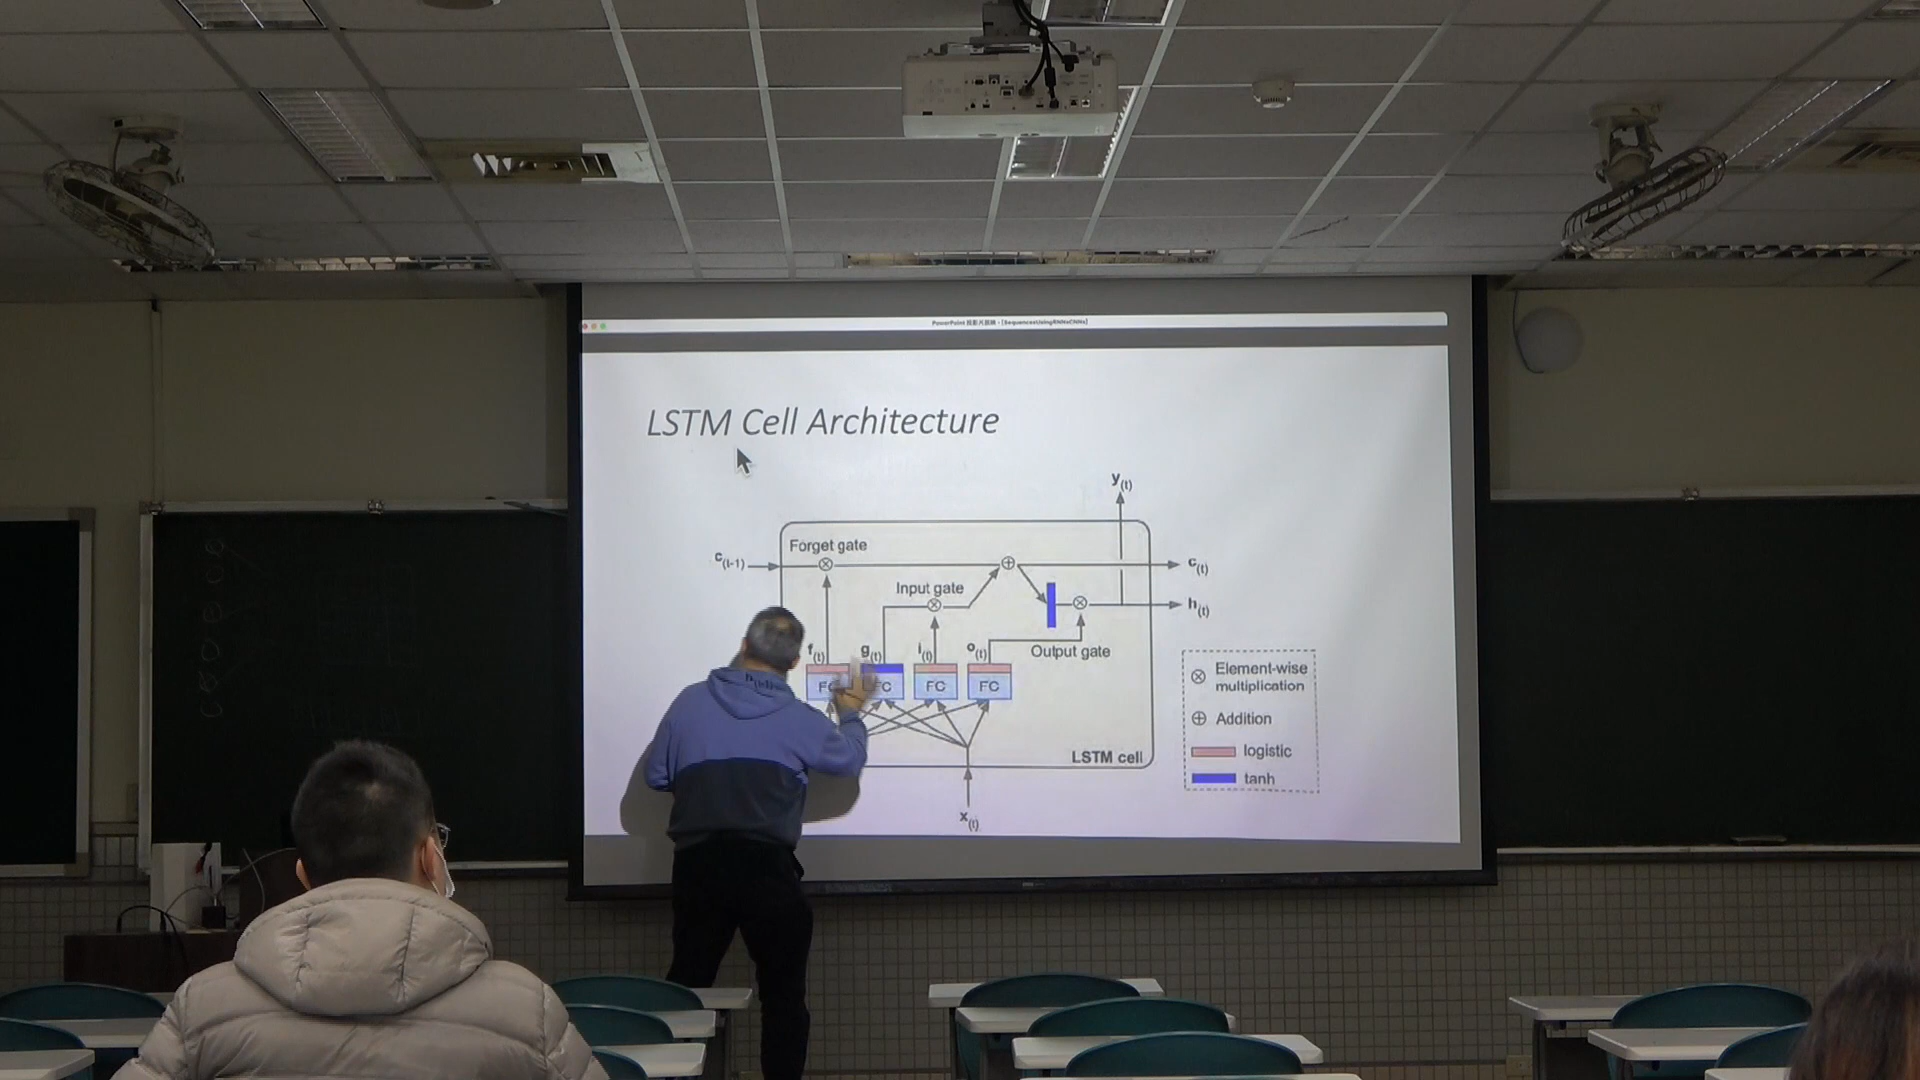 PowerPoint 投影片放映 - [SequencesUsingRNNsCNNs]
LSTM Cell Architecture
y(t)
Forget gate
c(t-1)
c(t)
Input gate
h(t)
f(t)
g(t)
i(t)
o(t)
Output gate
h(t-1)
FC
FC
FC
FC
LSTM cell
x(t)
Element-wise
multiplication
Addition
logistic
tanh